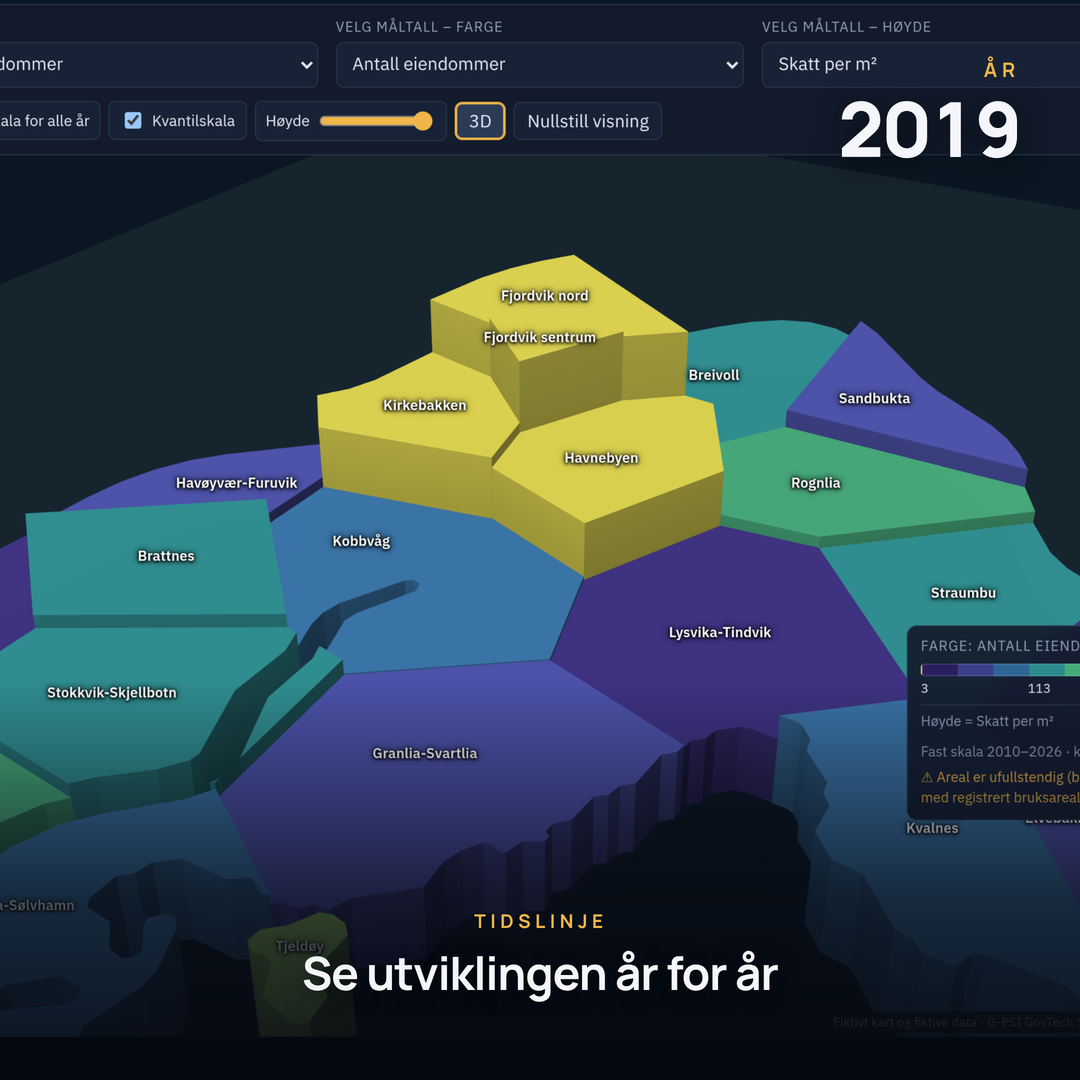 VELG MÅLTALL – FARGE
VELG MÅLTALL – HØYDE
dommer
Antall eiendommer
Skatt per m²
ÅR
2019
ala for alle år
Kvantilskala
Høyde
3D
Nullstill visning
Fjordvik nord
Fjordvik sentrum
Breivoll
Sandbukta
Kirkebakken
Havnebyen
Rognlia
Havøyvær-Furuvik
Brattnes
Kobbvåg
Straumbu
Lysvika-Tindvik
Stokkvik-Skjellbotn
Granlia-Svartlia
FARGE: ANTALL EIEND
3
113
Høyde = Skatt per m²
Fast skala 2010–2026 · k
⚠ Areal er ufullstendig (b
med registrert bruksareal
Kvalnes
a-Sølvhamn
Tjeldøy
TIDSLINJE
Se utviklingen år for år
Fiktivt kart og fiktive data · G-PSI GovTech S